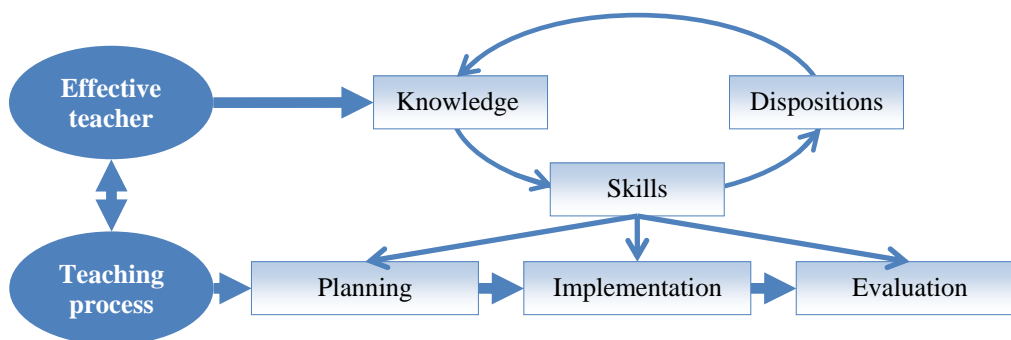 Effective
teacher
Knowledge
Dispositions
Skills
Teaching
process
Planning
Implementation
Evaluation